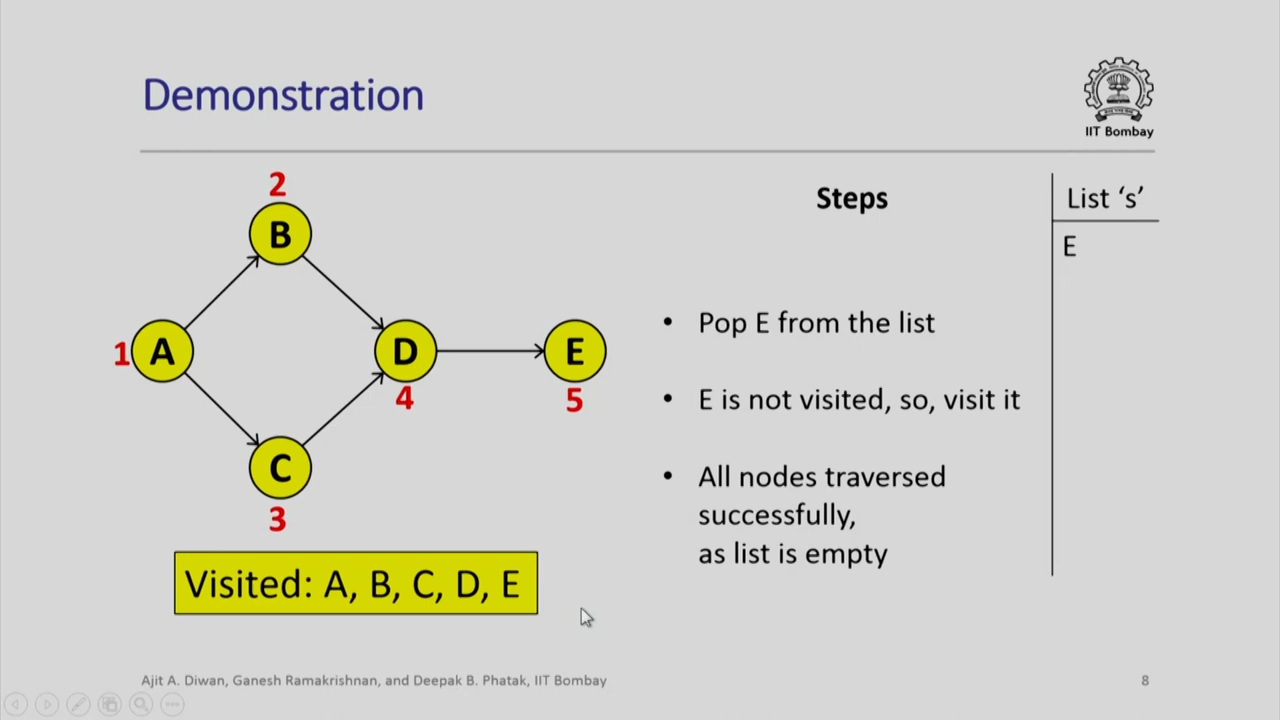 Demonstration
IIT Bombay
2
B
1
A
D
4
E
5
C
3
Visited: A, B, C, D, E
Steps
• Pop E from the list
• E is not visited, so, visit it
• All nodes traversed
successfully,
as list is empty
List ‘s’
E
Ajit A. Diwan, Ganesh Ramakrishnan, and Deepak B. Phatak, IIT Bombay
8